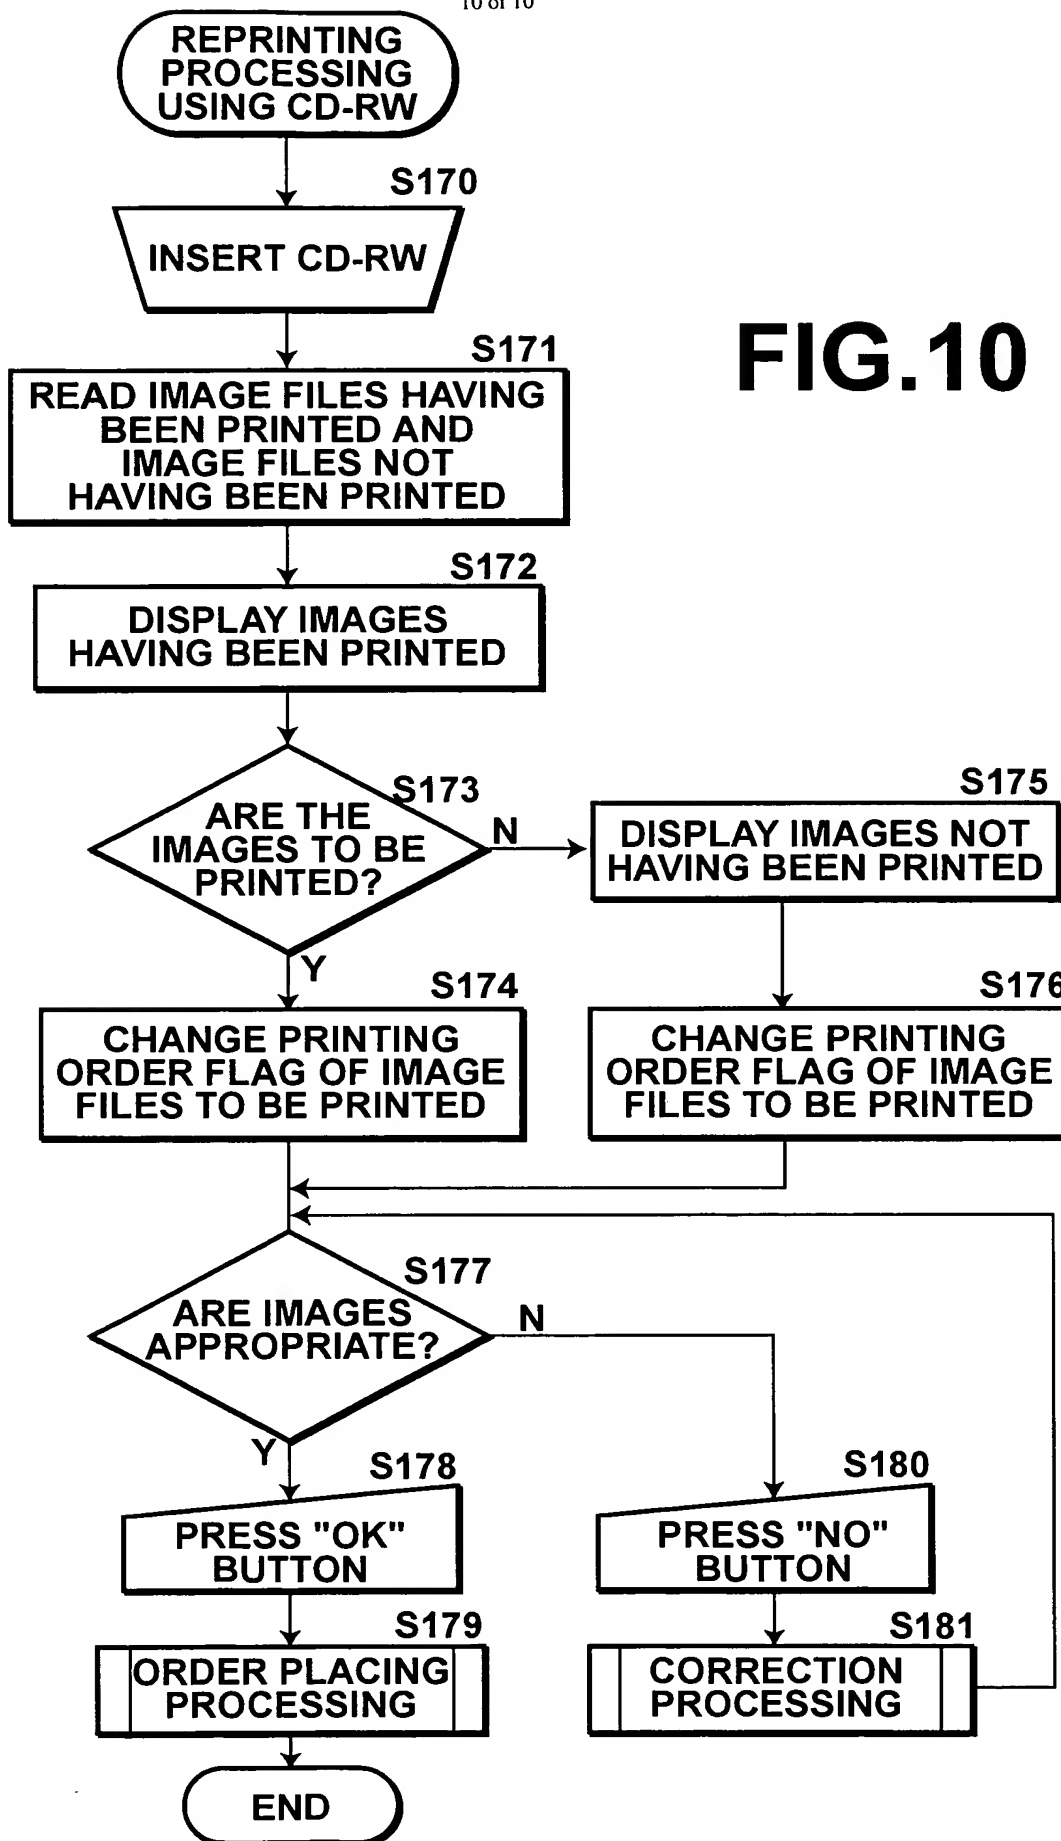 10 of 10
REPRINTING
PROCESSING
USING CD-RW
S170
INSERT CD-RW
FIG.10
S171
READ IMAGE FILES HAVING
BEEN PRINTED AND
IMAGE FILES NOT
HAVING BEEN PRINTED
S172
DISPLAY IMAGES
HAVING BEEN PRINTED
S173
ARE THE
IMAGES TO BE
PRINTED?
N
S175
DISPLAY IMAGES NOT
HAVING BEEN PRINTED
Y
S174
CHANGE PRINTING
ORDER FLAG OF IMAGE
FILES TO BE PRINTED
S176
CHANGE PRINTING
ORDER FLAG OF IMAGE
FILES TO BE PRINTED
S177
ARE IMAGES
APPROPRIATE?
N
Y
S178
PRESS "OK"
BUTTON
S180
PRESS "NO"
BUTTON
S179
ORDER PLACING
PROCESSING
S181
CORRECTION
PROCESSING
END